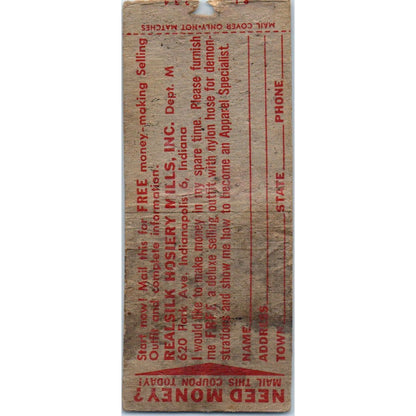 MAIL COVER ONLY-NOT MATCHES
Start now! Mail this for FREE money-making Selling
Outfit and complete information.
REALSILK HOSIERY MILLS, INC. Dept. M
620 Park Ave. Indianapolis 6, Indiana
I would like to make money in my spare time. Please furnish
me FREE, a deluxe selling outfit with nylon hose for demon-
strations and show me how to become an Apparel Specialist.
NAME
ADDRESS
TOWN STATE PHONE
MAIL THIS COUPON TODAY!
NEED MONEY?